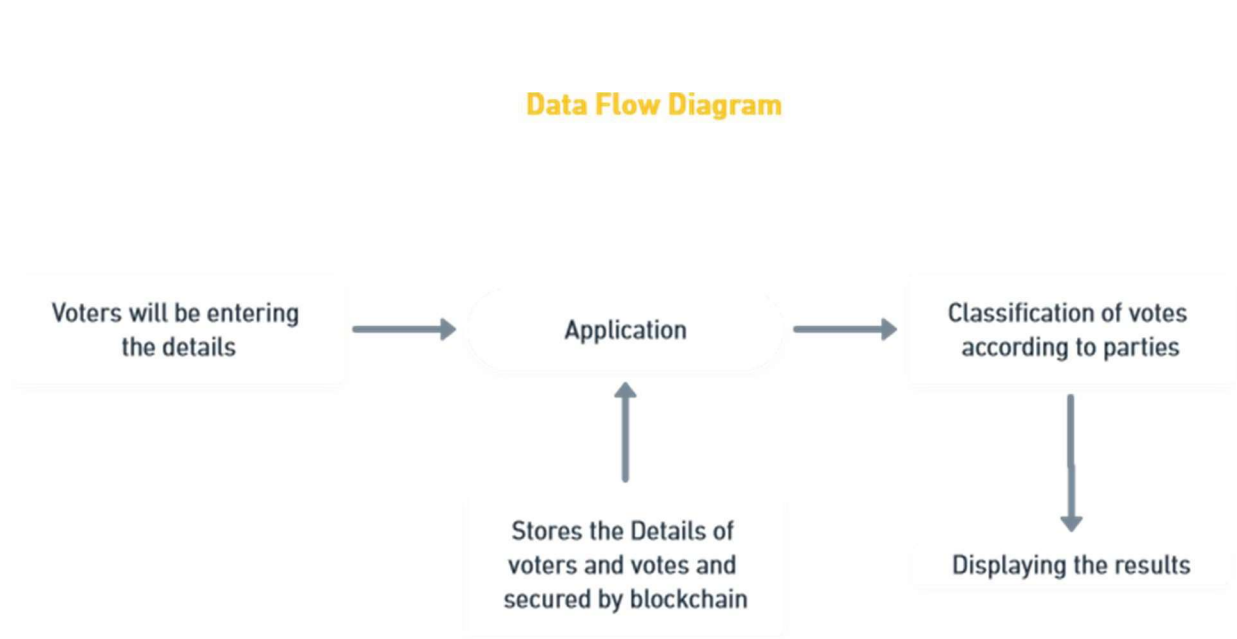 Data Flow Diagram
Voters will be entering
the details
Application
Classification of votes
according to parties
Stores the Details of
voters and votes and
secured by blockchain
Displaying the results